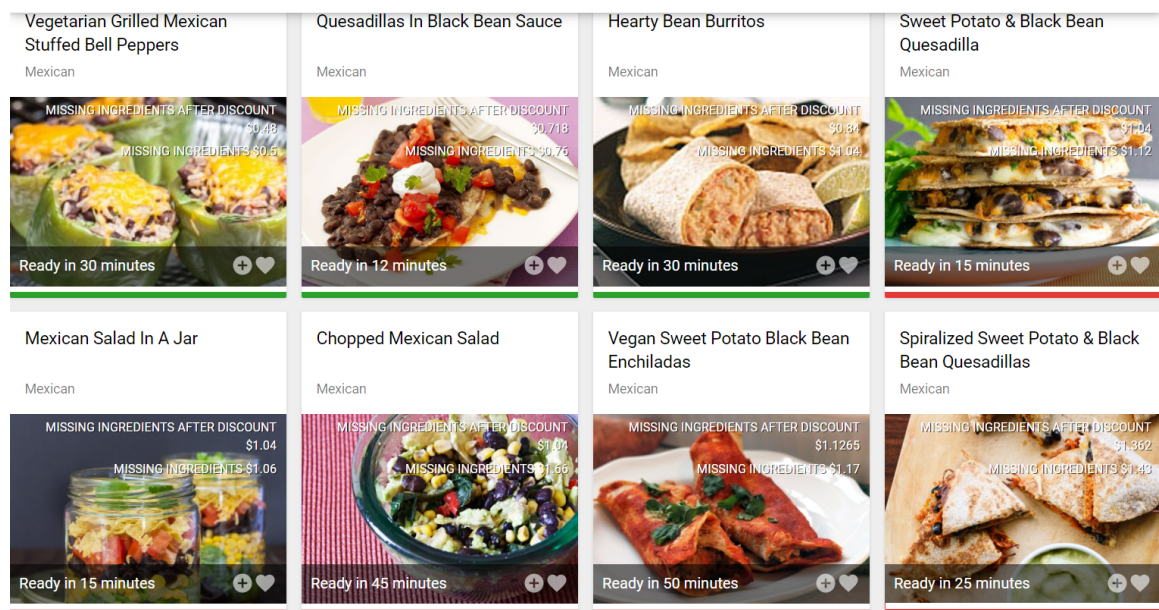 Vegetarian Grilled Mexican
Stuffed Bell Peppers
Mexican
MISSING INGREDIENTS AFTER DISCOUNT
$0.48
MISSING INGREDIENTS $0.5
Ready in 30 minutes
Quesadillas In Black Bean Sauce
Mexican
MISSING INGREDIENTS AFTER DISCOUNT
$0.718
MISSING INGREDIENTS $0.76
Ready in 12 minutes
Hearty Bean Burritos
Mexican
MISSING INGREDIENTS AFTER DISCOUNT
$0.84
MISSING INGREDIENTS $1.04
Ready in 30 minutes
Sweet Potato & Black Bean
Quesadilla
Mexican
MISSING INGREDIENTS AFTER DISCOUNT
$1.04
MISSING INGREDIENTS $1.12
Ready in 15 minutes
Mexican Salad In A Jar
Mexican
MISSING INGREDIENTS AFTER DISCOUNT
$1.04
MISSING INGREDIENTS $1.06
Ready in 15 minutes
Chopped Mexican Salad
Mexican
MISSING INGREDIENTS AFTER DISCOUNT
$1.04
MISSING INGREDIENTS $1.66
Ready in 45 minutes
Vegan Sweet Potato Black Bean
Enchiladas
Mexican
MISSING INGREDIENTS AFTER DISCOUNT
$1.1265
MISSING INGREDIENTS $1.17
Ready in 50 minutes
Spiralized Sweet Potato & Black
Bean Quesadillas
Mexican
MISSING INGREDIENTS AFTER DISCOUNT
$1.362
MISSING INGREDIENTS $1.43
Ready in 25 minutes